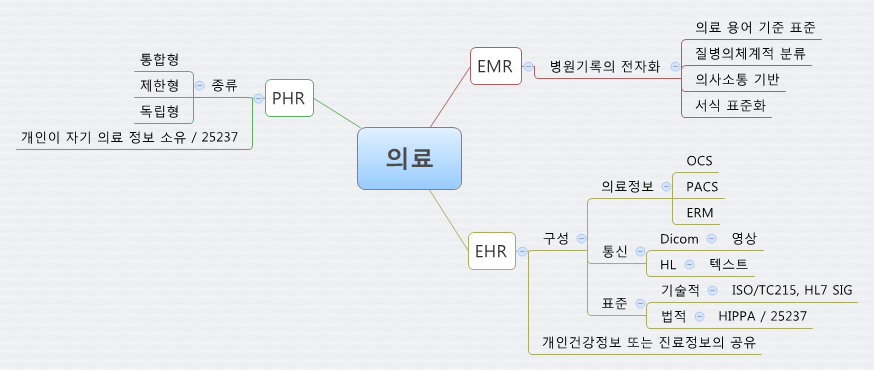 의료
PHR
종류
통합형
제한형
독립형
개인이 자기 의료 정보 소유 / 25237
EMR
병원기록의 전자화
의료 용어 기준 표준
질병의체계적 분류
의사소통 기반
서식 표준화
EHR
구성
의료정보
OCS
PACS
ERM
통신
Dicom
영상
HL
텍스트
표준
기술적
ISO/TC215, HL7 SIG
법적
HIPPA / 25237
개인건강정보 또는 진료정보의 공유